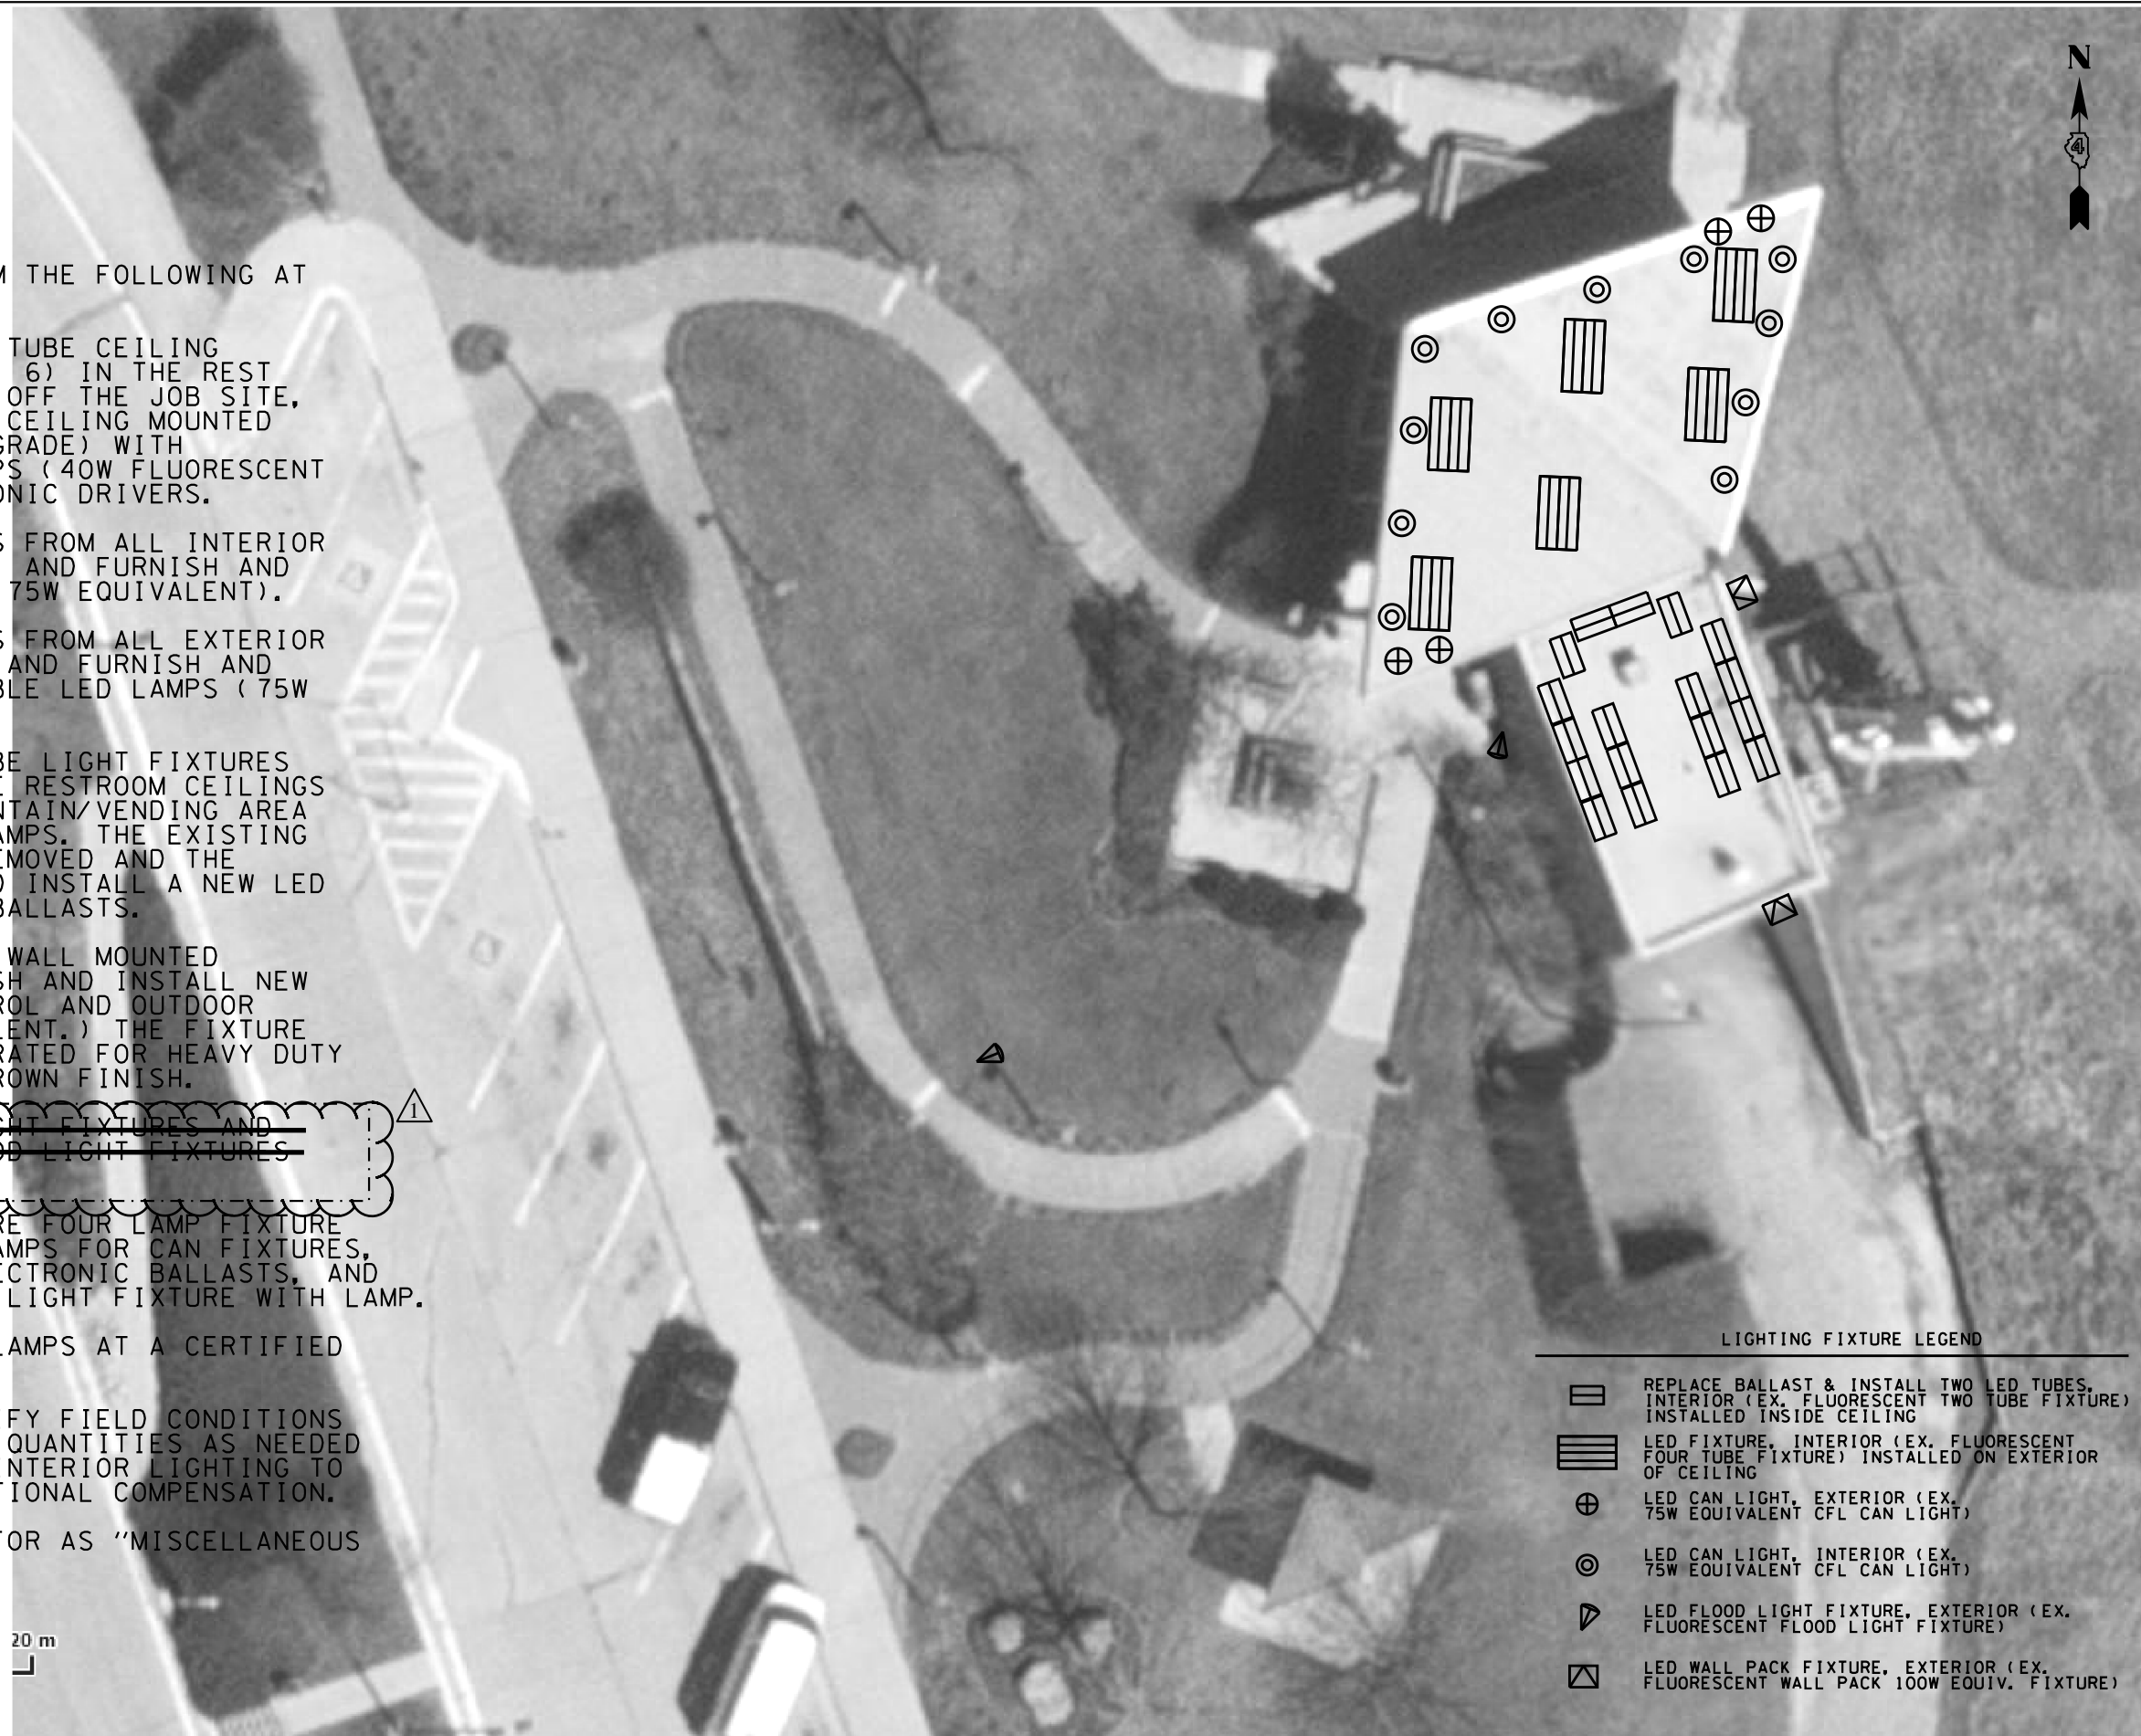 N
4
M THE FOLLOWING AT
TUBE CEILING
6) IN THE REST
OFF THE JOB SITE,
CEILING MOUNTED
GRADE) WITH
PS (40W FLUORESCENT
ONIC DRIVERS.
S FROM ALL INTERIOR
AND FURNISH AND
75W EQUIVALENT).
S FROM ALL EXTERIOR
AND FURNISH AND
BLE LED LAMPS (75W
BE LIGHT FIXTURES
E RESTROOM CEILINGS
NTAIN/VENDING AREA
AMPS. THE EXISTING
EMOVED AND THE
D INSTALL A NEW LED
BALLASTS.
WALL MOUNTED
SH AND INSTALL NEW
ROL AND OUTDOOR
LENT.) THE FIXTURE
RATED FOR HEAVY DUTY
ROWN FINISH.
1
GHT FIXTURES AND
OD LIGHT FIXTURES
RE FOUR LAMP FIXTURE
AMPS FOR CAN FIXTURES,
ECTRONIC BALLASTS, AND
LIGHT FIXTURE WITH LAMP.
LAMPS AT A CERTIFIED
FY FIELD CONDITIONS
QUANTITIES AS NEEDED
NTERIOR LIGHTING TO
TIONAL COMPENSATION.
TOR AS "MISCELLANEOUS
20 m
LIGHTING FIXTURE LEGEND
REPLACE BALLAST & INSTALL TWO LED TUBES,
INTERIOR (EX. FLUORESCENT TWO TUBE FIXTURE)
INSTALLED INSIDE CEILING
LED FIXTURE, INTERIOR (EX. FLUORESCENT
FOUR TUBE FIXTURE) INSTALLED ON EXTERIOR
OF CEILING
LED CAN LIGHT, EXTERIOR (EX.
75W EQUIVALENT CFL CAN LIGHT)
LED CAN LIGHT, INTERIOR (EX.
75W EQUIVALENT CFL CAN LIGHT)
LED FLOOD LIGHT FIXTURE, EXTERIOR (EX.
FLUORESCENT FLOOD LIGHT FIXTURE)
LED WALL PACK FIXTURE, EXTERIOR (EX.
FLUORESCENT WALL PACK 100W EQUIV. FIXTURE)